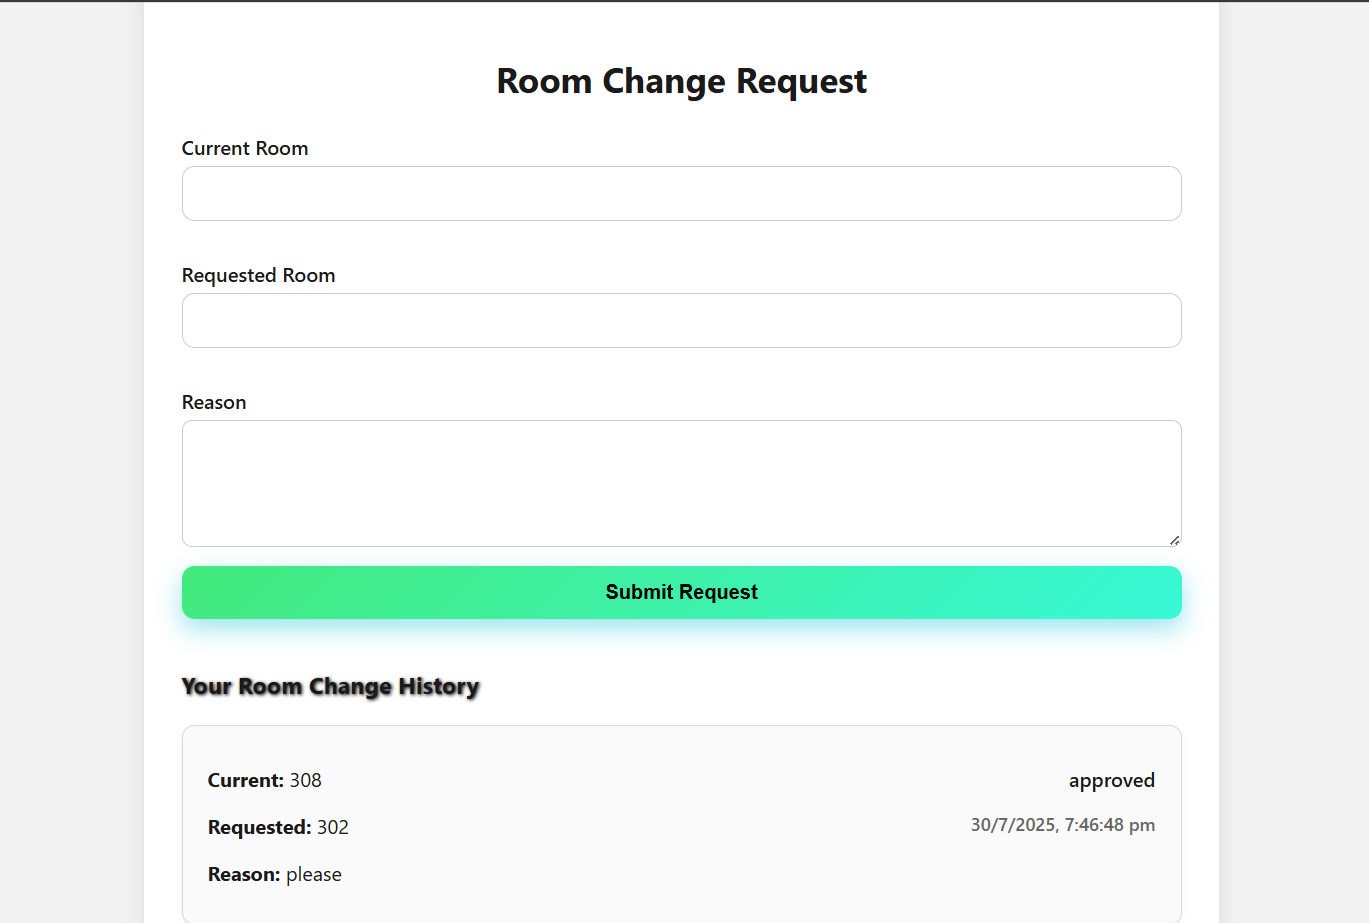 Room Change Request
Current Room
Requested Room
Reason
Submit Request
Your Room Change History
Current: 308
approved
Requested: 302
30/7/2025, 7:46:48 pm
Reason: please